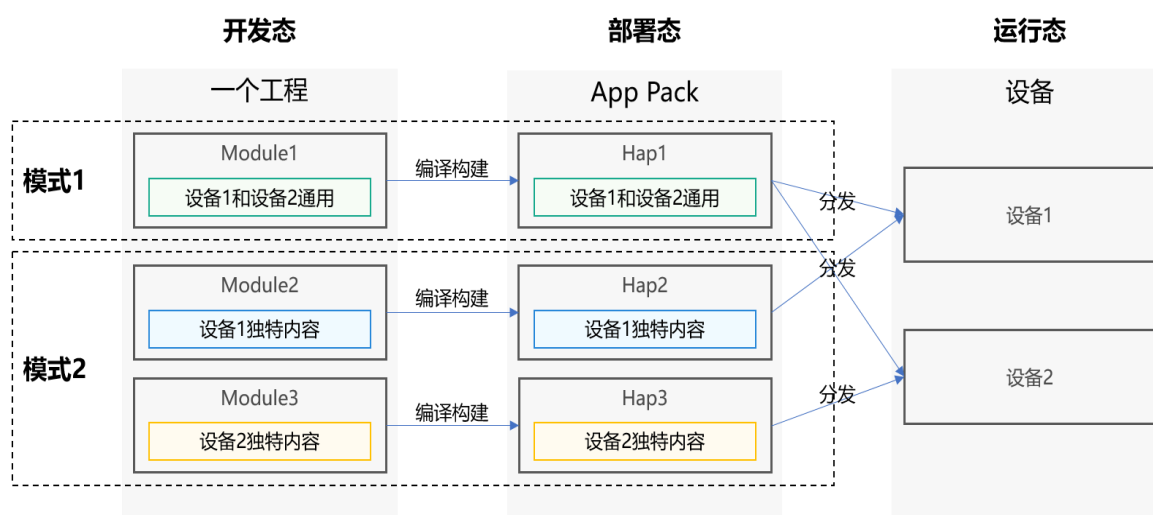 开发态
部署态
运行态
一个工程
App Pack
设备
模式1
Module1
设备1和设备2通用
编译构建
Hap1
设备1和设备2通用
分发
设备1
模式2
Module2
设备1独特内容
编译构建
Hap2
设备1独特内容
分发
Module3
设备2独特内容
编译构建
Hap3
设备2独特内容
分发
设备2